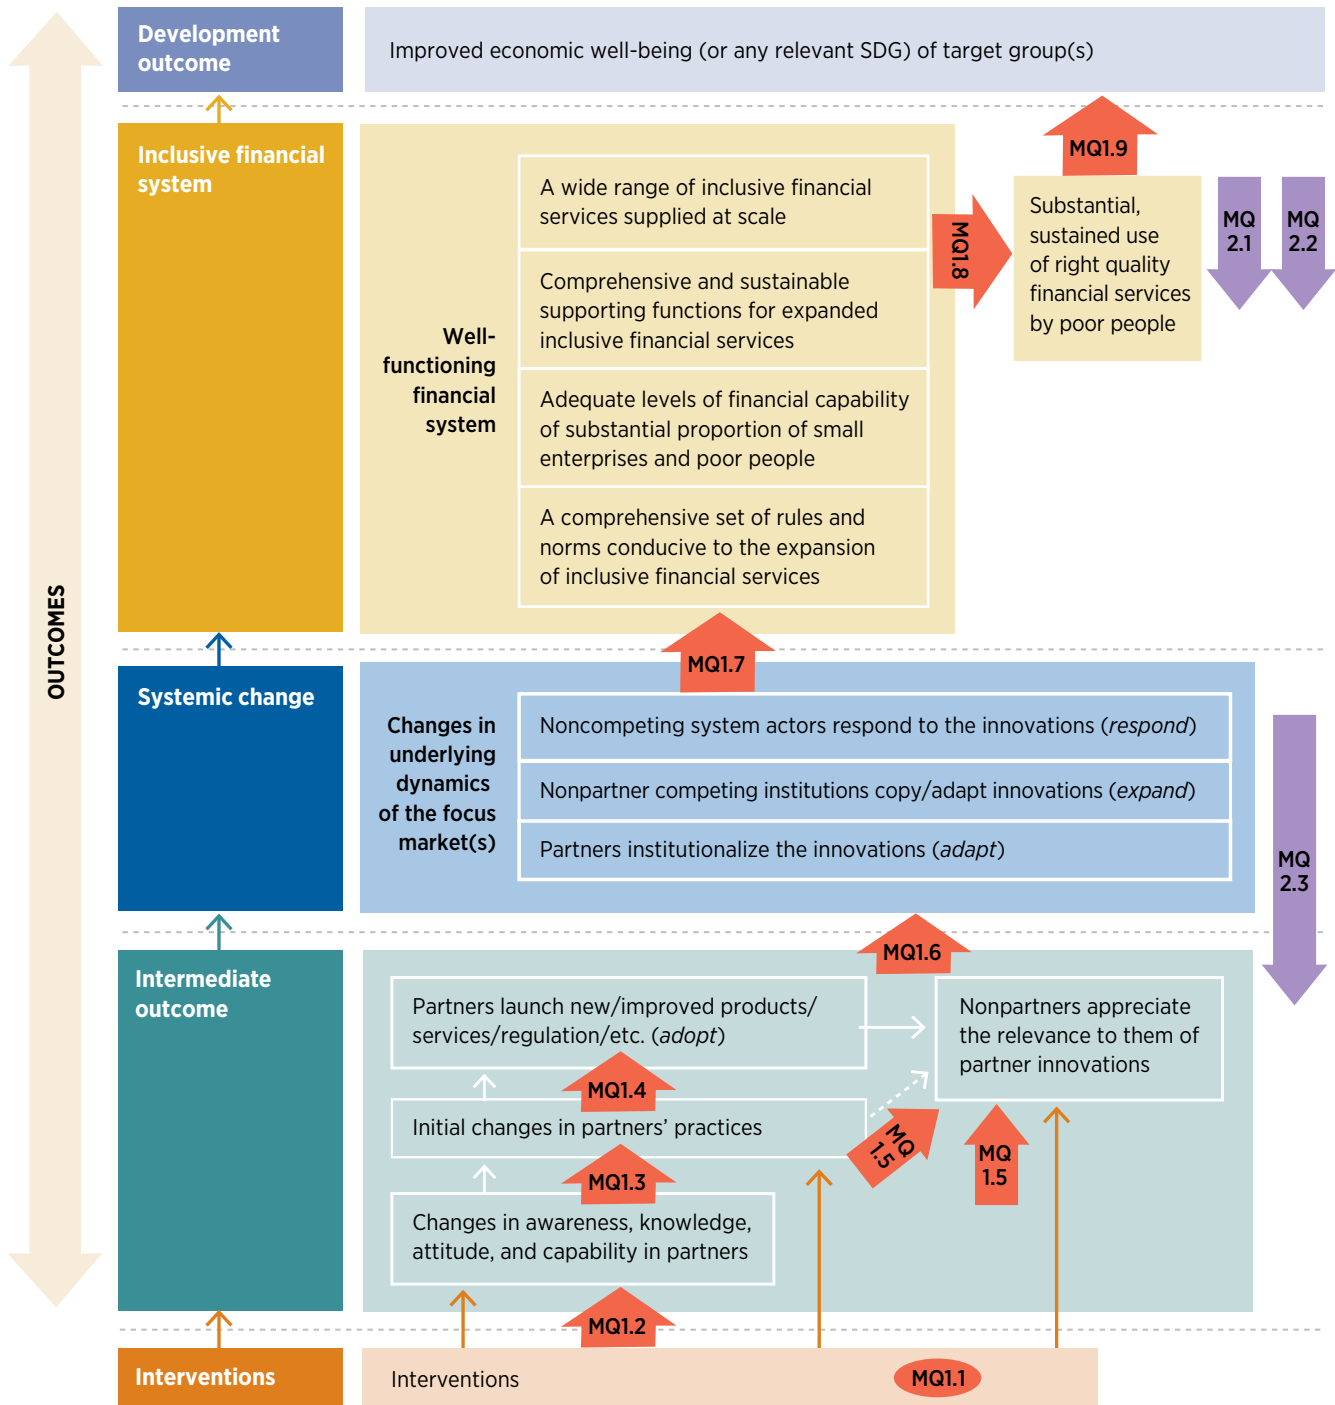 OUTCOMES
Development
outcome
Improved economic well-being (or any relevant SDG) of target group(s)
Inclusive financial
system
Well-
functioning
financial
system
A wide range of inclusive financial
services supplied at scale
Comprehensive and sustainable
supporting functions for expanded
inclusive financial services
Adequate levels of financial capability
of substantial proportion of small
enterprises and poor people
A comprehensive set of rules and
norms conducive to the expansion
of inclusive financial services
MQ1.8
MQ1.9
Substantial,
sustained use
of right quality
financial services
by poor people
MQ
2.1
MQ
2.2
MQ1.7
Systemic change
Changes in
underlying
dynamics
of the focus
market(s)
Noncompeting system actors respond to the innovations (respond)
Nonpartner competing institutions copy/adapt innovations (expand)
Partners institutionalize the innovations (adapt)
MQ
2.3
MQ1.6
Intermediate
outcome
Partners launch new/improved products/
services/regulation/etc. (adopt)
Nonpartners appreciate
the relevance to them of
partner innovations
MQ1.4
Initial changes in partners' practices
MQ
1.5
MQ
1.5
MQ1.3
Changes in awareness, knowledge,
attitude, and capability in partners
MQ1.2
Interventions
Interventions
MQ1.1